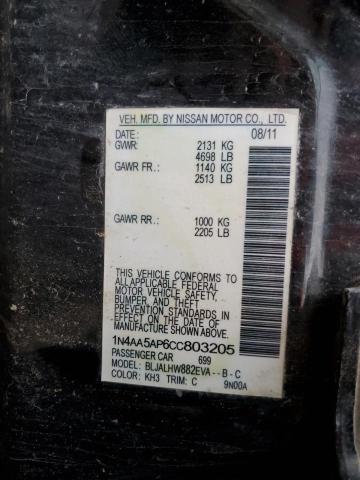 VEH. MFD. BY NISSAN MOTOR CO., LTD.
DATE: 08/11
GVWR: 2131 KG
4698 LB
GAWR FR.: 1140 KG
2513 LB
GAWR RR.: 1000 KG
2205 LB
THIS VEHICLE CONFORMS TO
ALL APPLICABLE FEDERAL
MOTOR VEHICLE SAFETY,
BUMPER, AND THEFT
PREVENTION STANDARDS IN
EFFECT ON THE DATE OF
MANUFACTURE SHOWN ABOVE.
1N4AA5AP6CC803205
PASSENGER CAR 699
MODEL: BLJALHW882EVA--B-C
COLOR: KH3 TRIM: C 9N00A